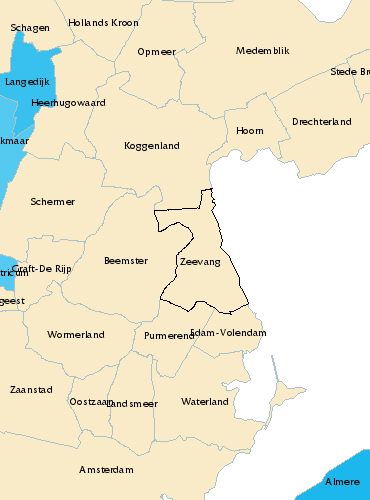 Schagen
Hollands Kroon
Opmeer
Medemblik
Stede Br
Langedijk
Heerhugowaard
Hoorn
Drechterland
kmaar
Koggenland
Schermer
Beemster
Zeevang
tricum
Graft-De Rijp
geest
Wormerland
Purmerend
Edam-Volendam
Zaanstad
Oostzaan
Landsmeer
Waterland
Amsterdam
Almere